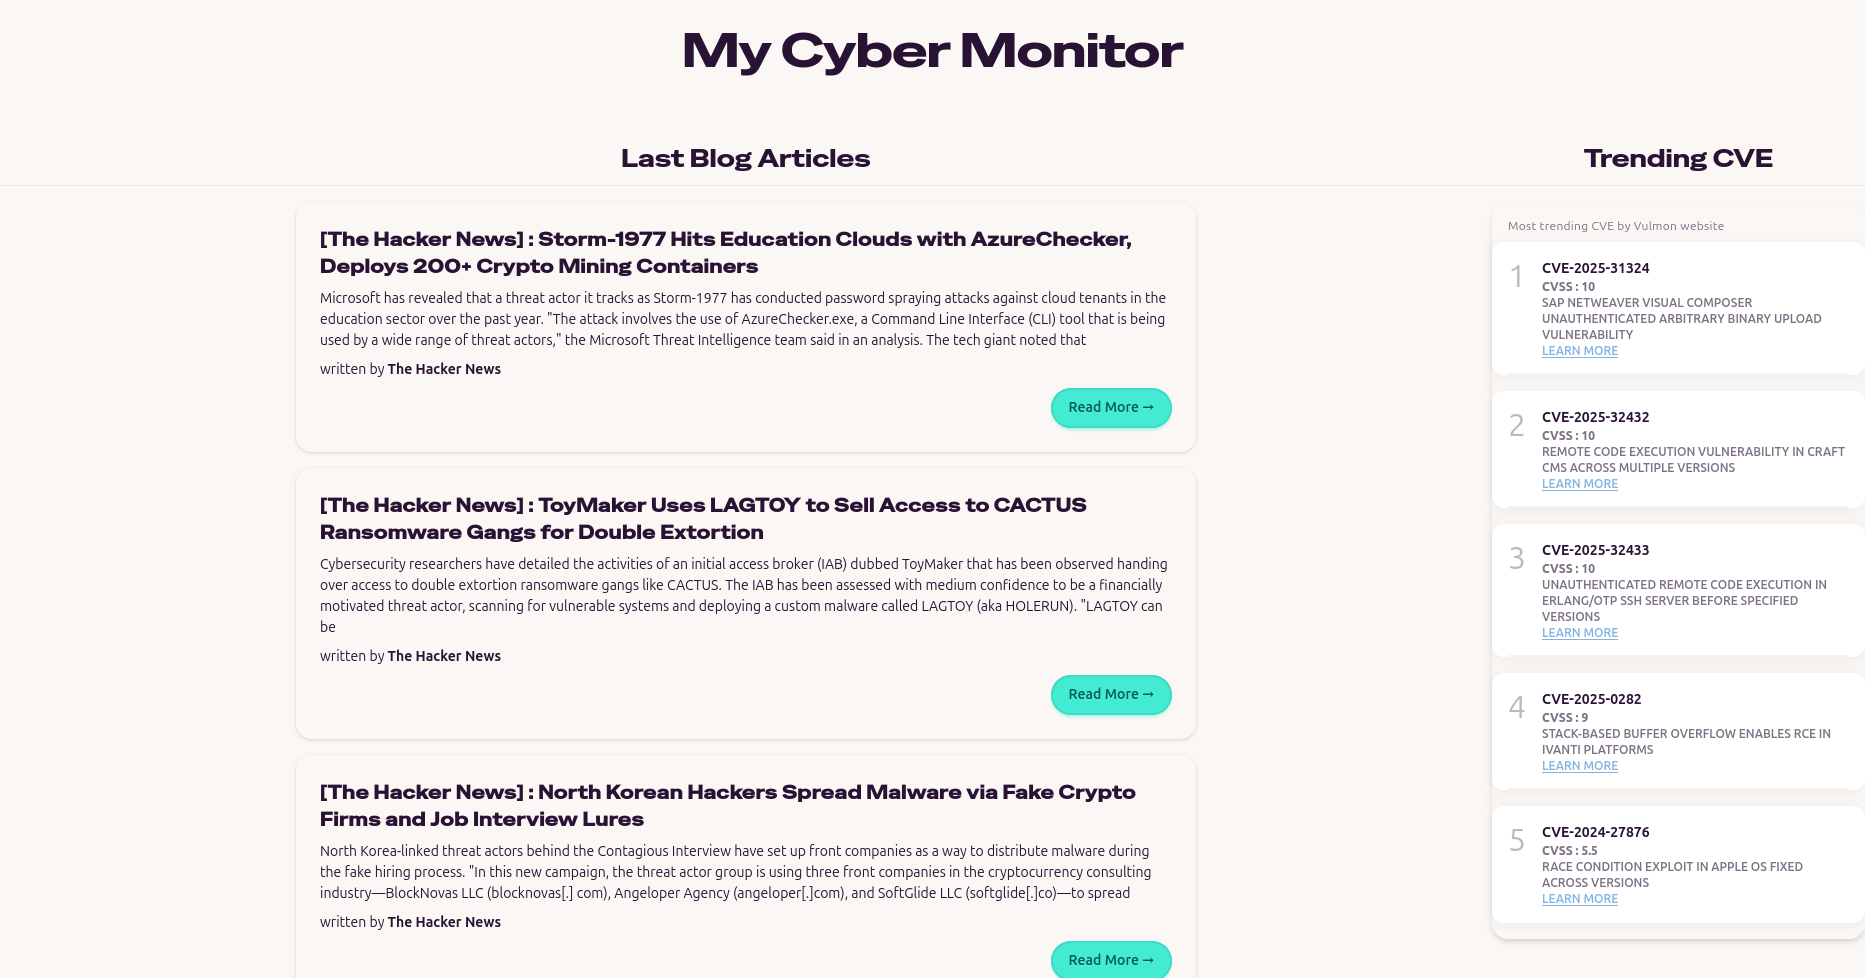 My Cyber Monitor
Last Blog Articles
[The Hacker News] : Storm-1977 Hits Education Clouds with AzureChecker,
Deploys 200+ Crypto Mining Containers
Microsoft has revealed that a threat actor it tracks as Storm-1977 has conducted password spraying attacks against cloud tenants in the
education sector over the past year. "The attack involves the use of AzureChecker.exe, a Command Line Interface (CLI) tool that is being
used by a wide range of threat actors," the Microsoft Threat Intelligence team said in an analysis. The tech giant noted that
written by The Hacker News
Read More →
[The Hacker News] : ToyMaker Uses LAGTOY to Sell Access to CACTUS
Ransomware Gangs for Double Extortion
Cybersecurity researchers have detailed the activities of an initial access broker (IAB) dubbed ToyMaker that has been observed handing
over access to double extortion ransomware gangs like CACTUS. The IAB has been assessed with medium confidence to be a financially
motivated threat actor, scanning for vulnerable systems and deploying a custom malware called LAGTOY (aka HOLERUN). "LAGTOY can
be
written by The Hacker News
Read More →
[The Hacker News] : North Korean Hackers Spread Malware via Fake Crypto
Firms and Job Interview Lures
North Korea-linked threat actors behind the Contagious Interview have set up front companies as a way to distribute malware during
the fake hiring process. "In this new campaign, the threat actor group is using three front companies in the cryptocurrency consulting
industry—BlockNovas LLC (blocknovas[.] com), Angeloper Agency (angeloper[.]com), and SoftGlide LLC (softglide[.]co)—to spread
written by The Hacker News
Read More →
Trending CVE
Most trending CVE by Vulmon website
1
CVE-2025-31324
CVSS : 10
SAP NETWEAVER VISUAL COMPOSER
UNAUTHENTICATED ARBITRARY BINARY UPLOAD
VULNERABILITY
LEARN MORE
2
CVE-2025-32432
CVSS : 10
REMOTE CODE EXECUTION VULNERABILITY IN CRAFT
CMS ACROSS MULTIPLE VERSIONS
LEARN MORE
3
CVE-2025-32433
CVSS : 10
UNAUTHENTICATED REMOTE CODE EXECUTION IN
ERLANG/OTP SSH SERVER BEFORE SPECIFIED
VERSIONS
LEARN MORE
4
CVE-2025-0282
CVSS : 9
STACK-BASED BUFFER OVERFLOW ENABLES RCE IN
IVANTI PLATFORMS
LEARN MORE
5
CVE-2024-27876
CVSS : 5.5
RACE CONDITION EXPLOIT IN APPLE OS FIXED
ACROSS VERSIONS
LEARN MORE